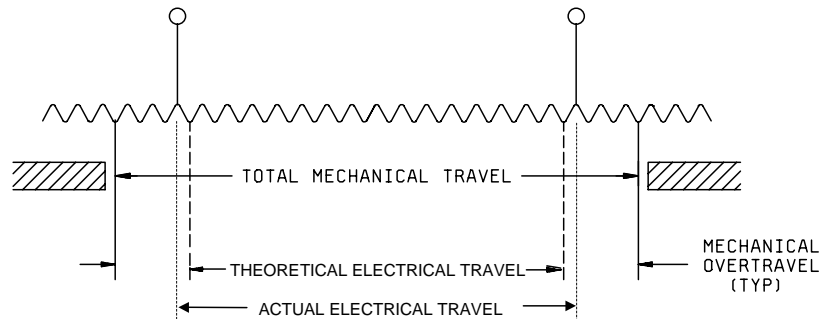 TOTAL MECHANICAL TRAVEL
MECHANICAL
OVERTRAVEL
(TYP)
THEORETICAL ELECTRICAL TRAVEL
ACTUAL ELECTRICAL TRAVEL